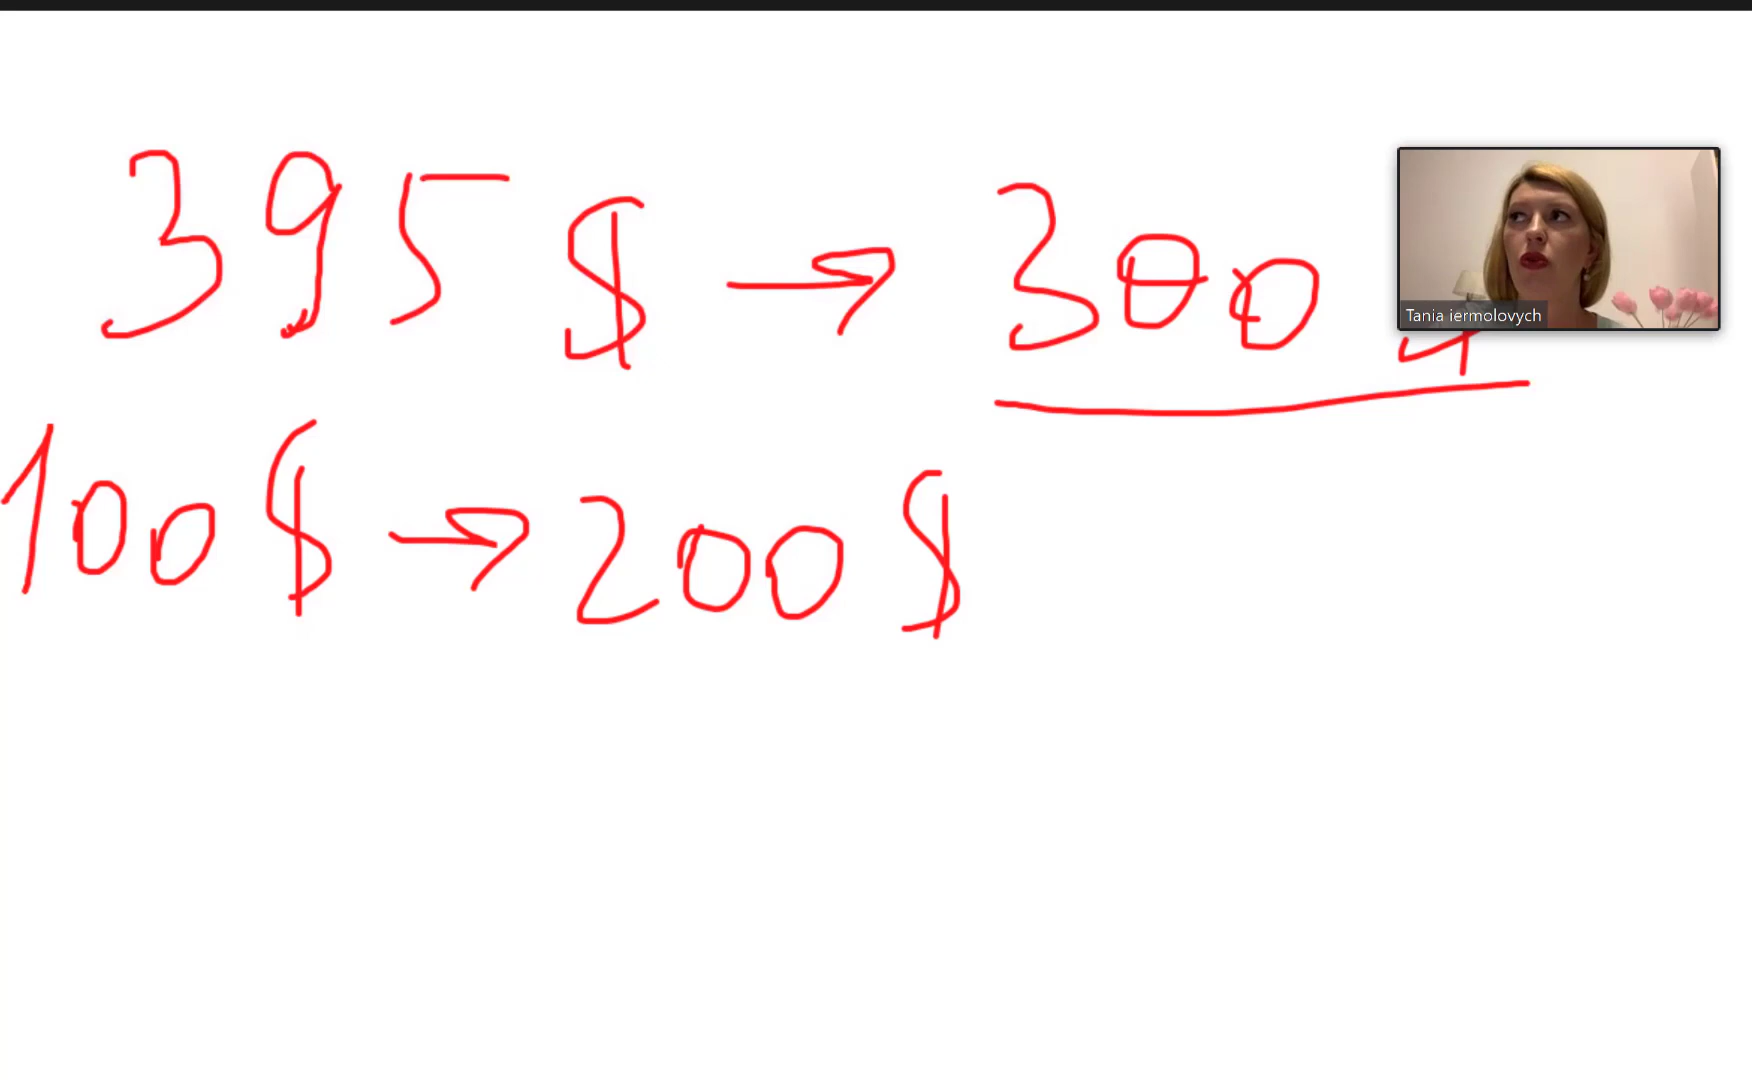 395 $ → 300
Tania iermolovych
100 $ → 200 $